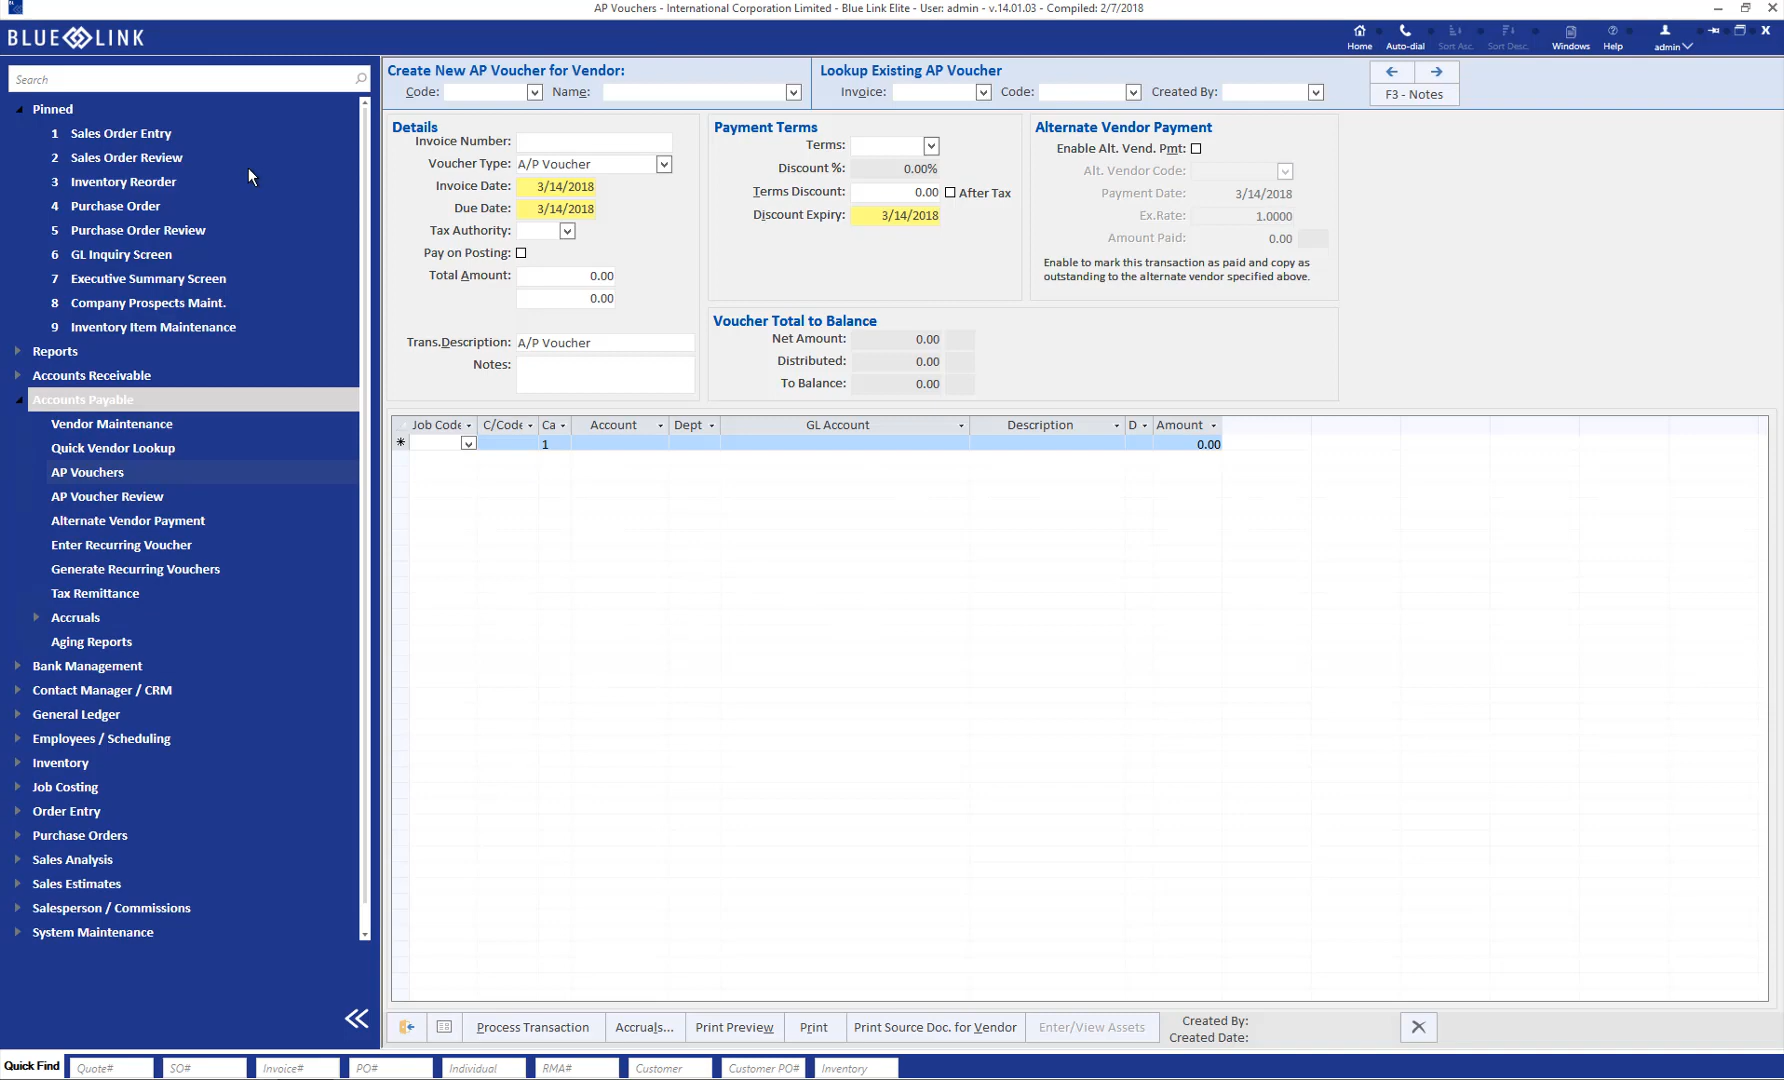 AP Vouchers - International Corporation Limited - Blue Link Elite - User: admin - v.14.01.03 - Compiled: 2/7/2018
BLUE LINK
Home Auto-dial Sort Asc. Sort Desc. Windows Help admin
Search
Pinned
1 Sales Order Entry
2 Sales Order Review
3 Inventory Reorder
4 Purchase Order
5 Purchase Order Review
6 GL Inquiry Screen
7 Executive Summary Screen
8 Company Prospects Maint.
9 Inventory Item Maintenance
Reports
Accounts Receivable
Accounts Payable
Vendor Maintenance
Quick Vendor Lookup
AP Vouchers
AP Voucher Review
Alternate Vendor Payment
Enter Recurring Voucher
Generate Recurring Vouchers
Tax Remittance
Accruals
Aging Reports
Bank Management
Contact Manager / CRM
General Ledger
Employees / Scheduling
Inventory
Job Costing
Order Entry
Purchase Orders
Sales Analysis
Sales Estimates
Salesperson / Commissions
System Maintenance
Create New AP Voucher for Vendor:
Code: Name:
Lookup Existing AP Voucher
Invoice: Code: Created By:
F3 - Notes
Details
Invoice Number:
Voucher Type: A/P Voucher
Invoice Date: 3/14/2018
Due Date: 3/14/2018
Tax Authority:
Pay on Posting:
Total Amount: 0.00
0.00
Trans.Description: A/P Voucher
Notes:
Payment Terms
Terms:
Discount %: 0.00%
Terms Discount: 0.00 After Tax
Discount Expiry: 3/14/2018
Alternate Vendor Payment
Enable Alt. Vend. Pmt:
Alt. Vendor Code:
Payment Date: 3/14/2018
Ex.Rate: 1.0000
Amount Paid: 0.00
Enable to mark this transaction as paid and copy as
outstanding to the alternate vendor specified above.
Voucher Total to Balance
Net Amount: 0.00
Distributed: 0.00
To Balance: 0.00
Job Code C/Code Ca Account Dept GL Account Description D Amount
* 1 0.00
Process Transaction Accruals... Print Preview Print Print Source Doc. for Vendor Enter/View Assets
Created By:
Created Date:
Quick Find Quote# SO# Invoice# PO# Individual RMA# Customer Customer PO# Inventory